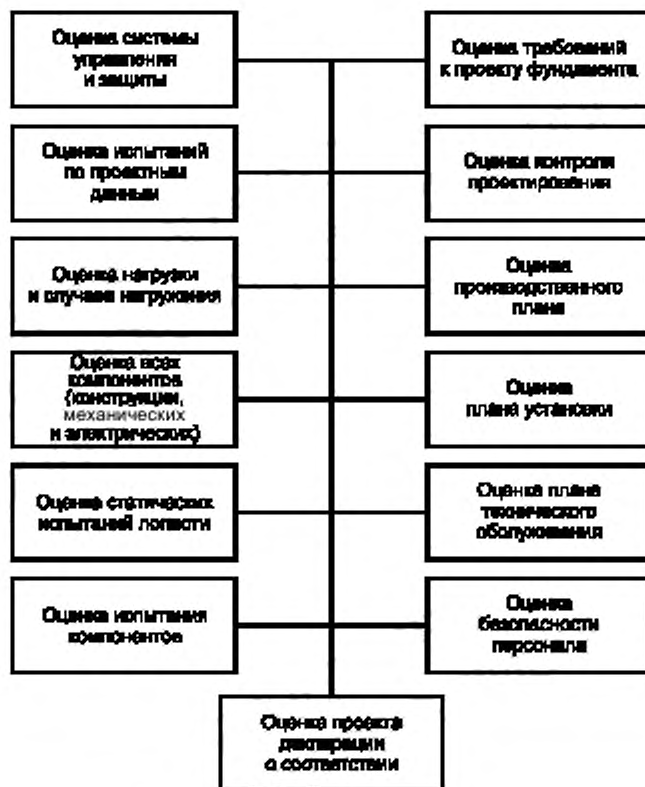 Оценка системы
управления
и защиты
Оценка требований
к проекту фундамента
Оценка испытаний
по проектным
данным
Оценка контроля
проектирования
Оценка нагрузки
и случаев нагружения
Оценка
производственного
плана
Оценка всех
компонентов
(конструкции,
механических
и электрических)
Оценка
плана установки
Оценка статических
испытаний лопасти
Оценка плана
технического
обслуживания
Оценка испытания
компонентов
Оценка
безопасности
персонала
Оценка проекта
декларации
о соответствии